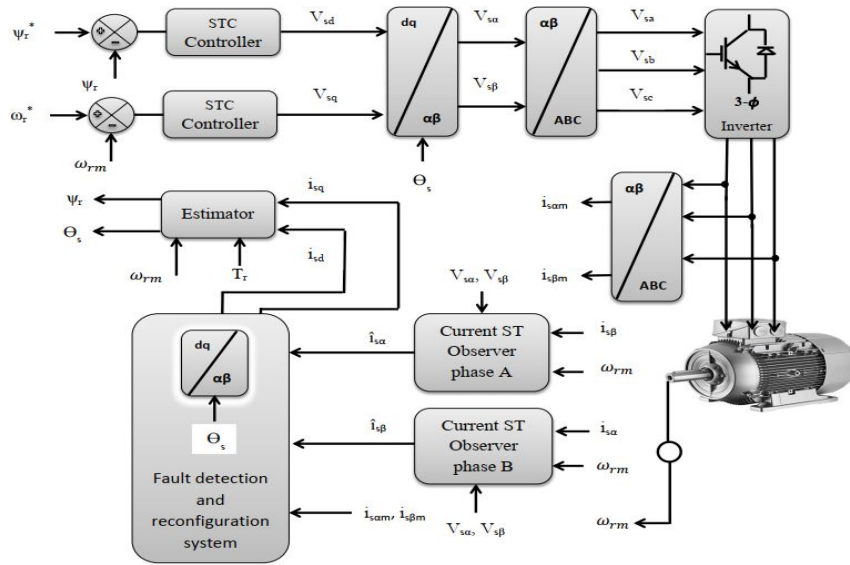 ψr*
STC
Controller
Vsd
dq
αβ
Vsα
αβ
ABC
Vsa
Vsb
Vsc
3-ϕ
Inverter
ψr
ωr*
STC
Controller
Vsq
Vsβ
ωrm
Θs
ψr
Θs
Estimator
isq
isd
ωrm
Tr
isαm
isβm
αβ
ABC
Vsα, Vsβ
dq
αβ
Θs
Fault detection
and
reconfiguration
system
îsα
Current ST
Observer
phase A
isβ
ωrm
îsβ
Current ST
Observer
phase B
isα
ωrm
isαm, isβm
Vsα, Vsβ
ωrm